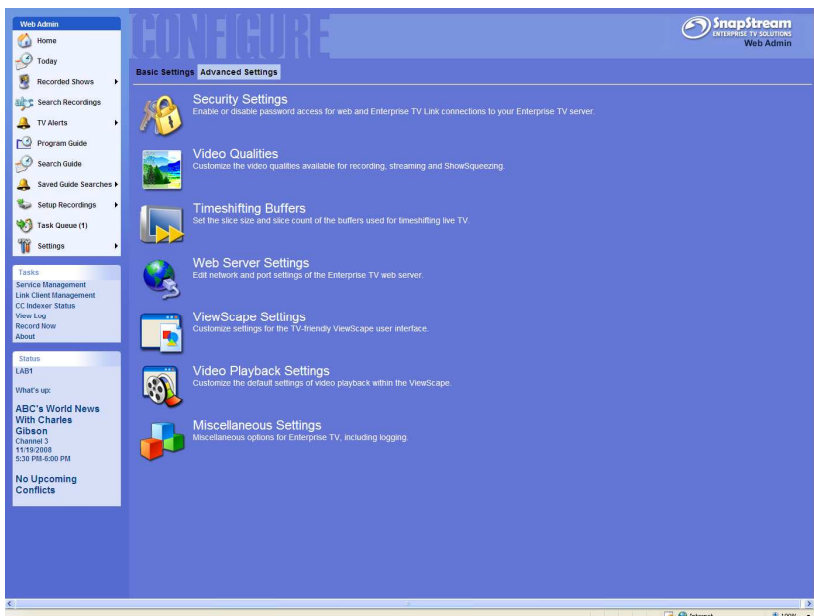 Web Admin
Home
Today
Recorded Shows
Search Recordings
TV Alerts
Program Guide
Search Guide
Saved Guide Searches
Setup Recordings
Task Queue (1)
Settings
Tasks
Service Management
Link Client Management
CC Indexer Status
View Log
Record Now
About
Status
LAB1
What's up:
ABC's World News
With Charles
Gibson
Channel 3
11/19/2008
5:30 PM-6:00 PM
No Upcoming
Conflicts
CONFIGURE
SnapStream
ENTERPRISE TV SOLUTIONS
Web Admin
Basic Settings Advanced Settings
Security Settings
Enable or disable password access for web and Enterprise TV Link connections to your Enterprise TV server.
Video Qualities
Customize the video qualities available for recording, streaming and ShowSqueezing.
Timeshifting Buffers
Set the slice size and slice count of the buffers used for timeshifting live TV.
Web Server Settings
Edit network and port settings of the Enterprise TV web server.
ViewScape Settings
Customize settings for the TV-friendly ViewScape user interface.
Video Playback Settings
Customize the default settings of video playback within the ViewScape.
Miscellaneous Settings
Miscellaneous options for Enterprise TV, including logging.
Internet
100%